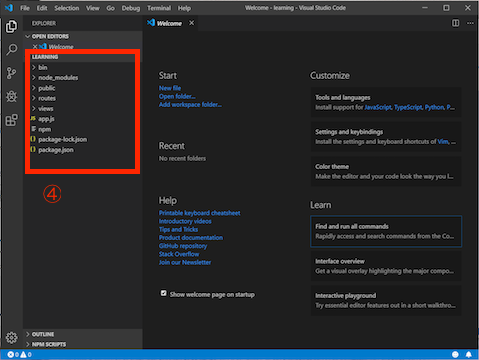 File Edit Selection View Go Debug Terminal Help
Welcome - learning - Visual Studio Code
EXPLORER
OPEN EDITORS
Welcome
LEARNING
bin
node_modules
public
routes
views
JS app.js
npm
{} package-lock.json
{} package.json
④
OUTLINE
NPM SCRIPTS
0 0
Welcome
Start
New file
Open folder...
Add workspace folder...
Recent
No recent folders
Help
Printable keyboard cheatsheet
Introductory videos
Tips and Tricks
Product documentation
GitHub repository
Stack Overflow
Join our Newsletter
Show welcome page on startup
Customize
Tools and languages
Install support for JavaScript, TypeScript, Python, P...
Settings and keybindings
Install the settings and keyboard shortcuts of Vim, ...
Color theme
Make the editor and your code look the way you l...
Learn
Find and run all commands
Rapidly access and search commands from the Co...
Interface overview
Get a visual overlay highlighting the major compo...
Interactive playground
Try essential editor features out in a short walkthro...